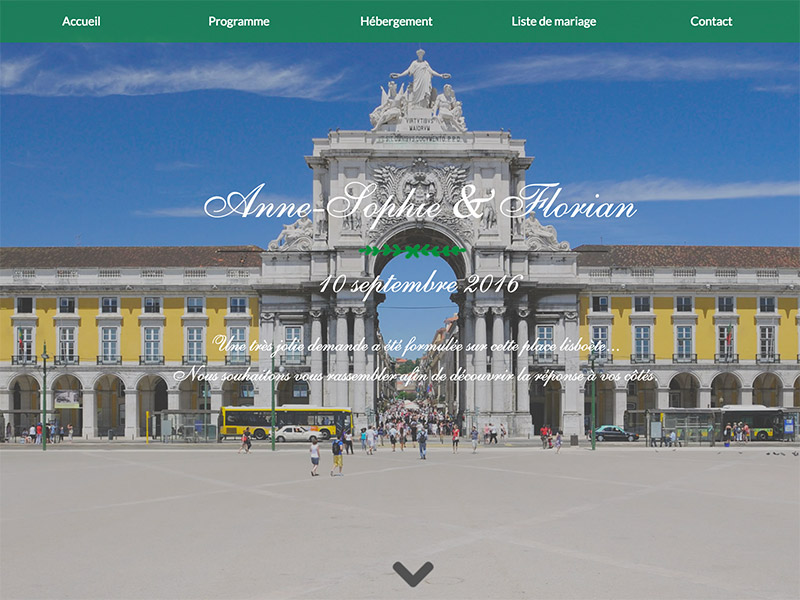 Accueil
Programme
Hébergement
Liste de mariage
Contact
VIRTVTIBVS
MAIORVM
Anne-Sophie & Florian
10 septembre 2016
Une très jolie demande a été formulée sur cette place lisboète...
Nous souhaitons vous rassembler afin de découvrir la réponse à vos côtés.